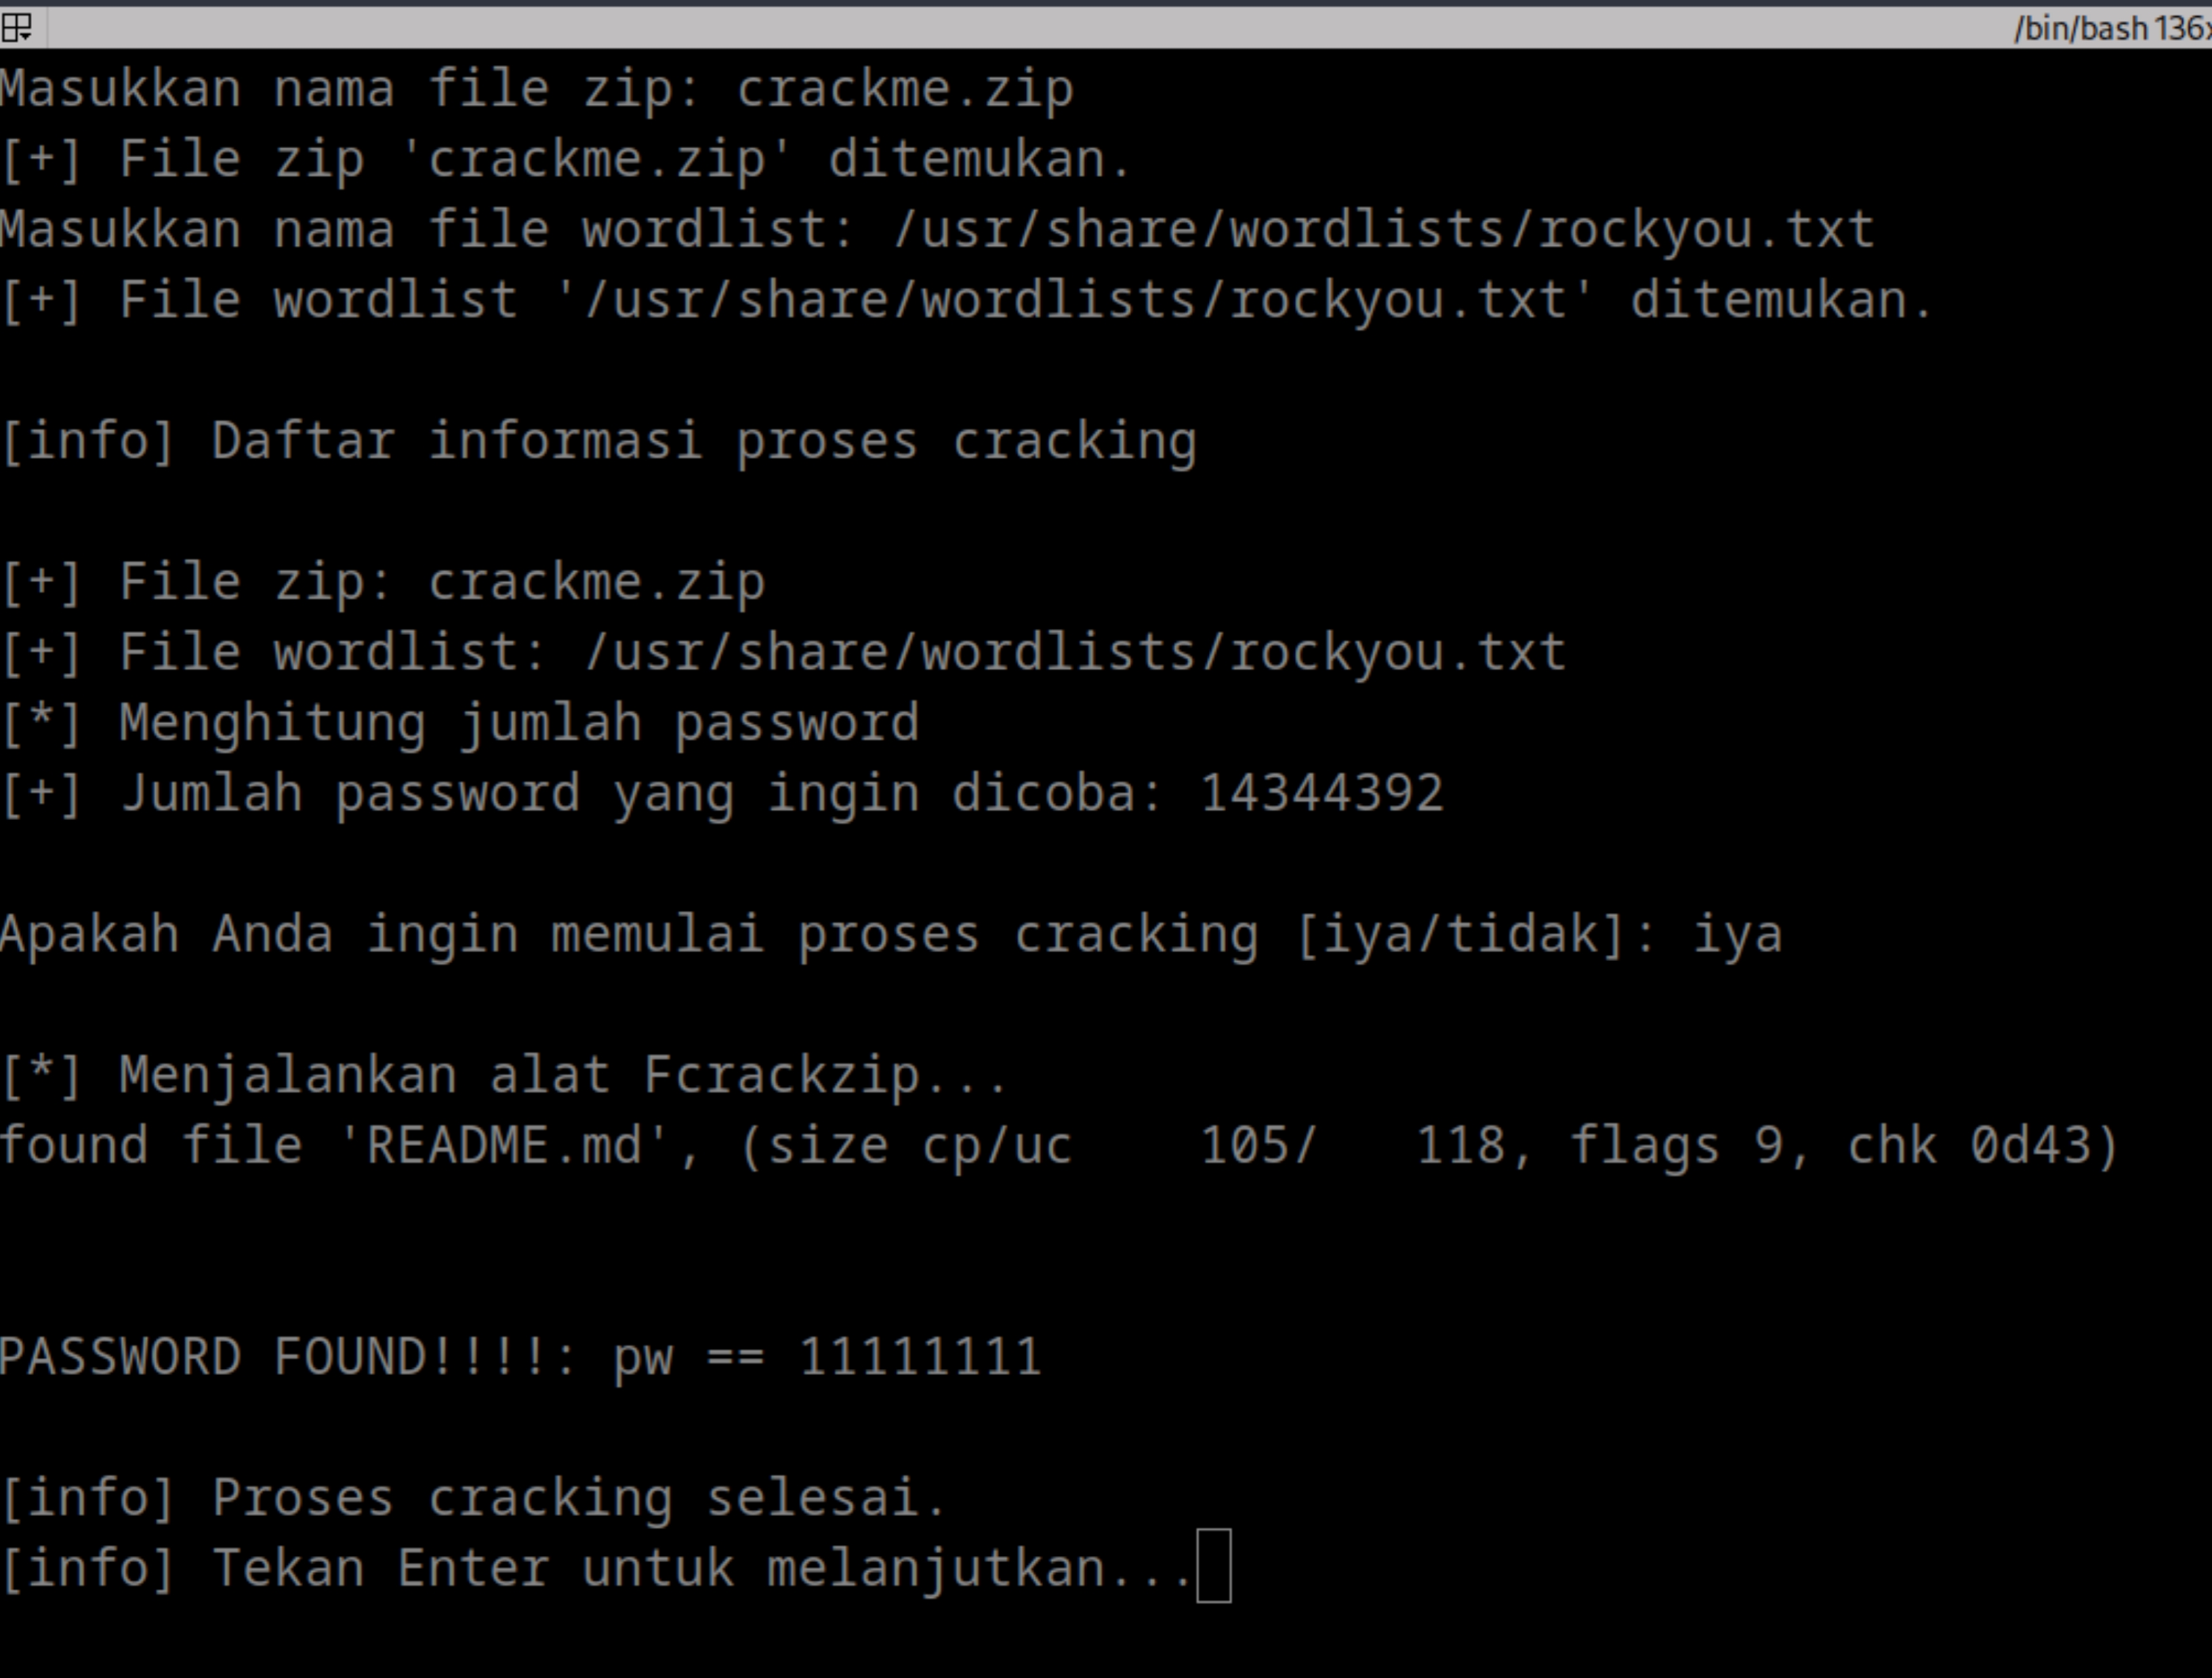 /bin/bash 136x
Masukkan nama file zip: crackme.zip
[+] File zip 'crackme.zip' ditemukan.
Masukkan nama file wordlist: /usr/share/wordlists/rockyou.txt
[+] File wordlist '/usr/share/wordlists/rockyou.txt' ditemukan.
[info] Daftar informasi proses cracking
[+] File zip: crackme.zip
[+] File wordlist: /usr/share/wordlists/rockyou.txt
[*] Menghitung jumlah password
[+] Jumlah password yang ingin dicoba: 14344392
Apakah Anda ingin memulai proses cracking [iya/tidak]: iya
[*] Menjalankan alat Fcrackzip...
found file 'README.md', (size cp/uc    105/   118, flags 9, chk 0d43)
PASSWORD FOUND!!!!: pw == 11111111
[info] Proses cracking selesai.
[info] Tekan Enter untuk melanjutkan...